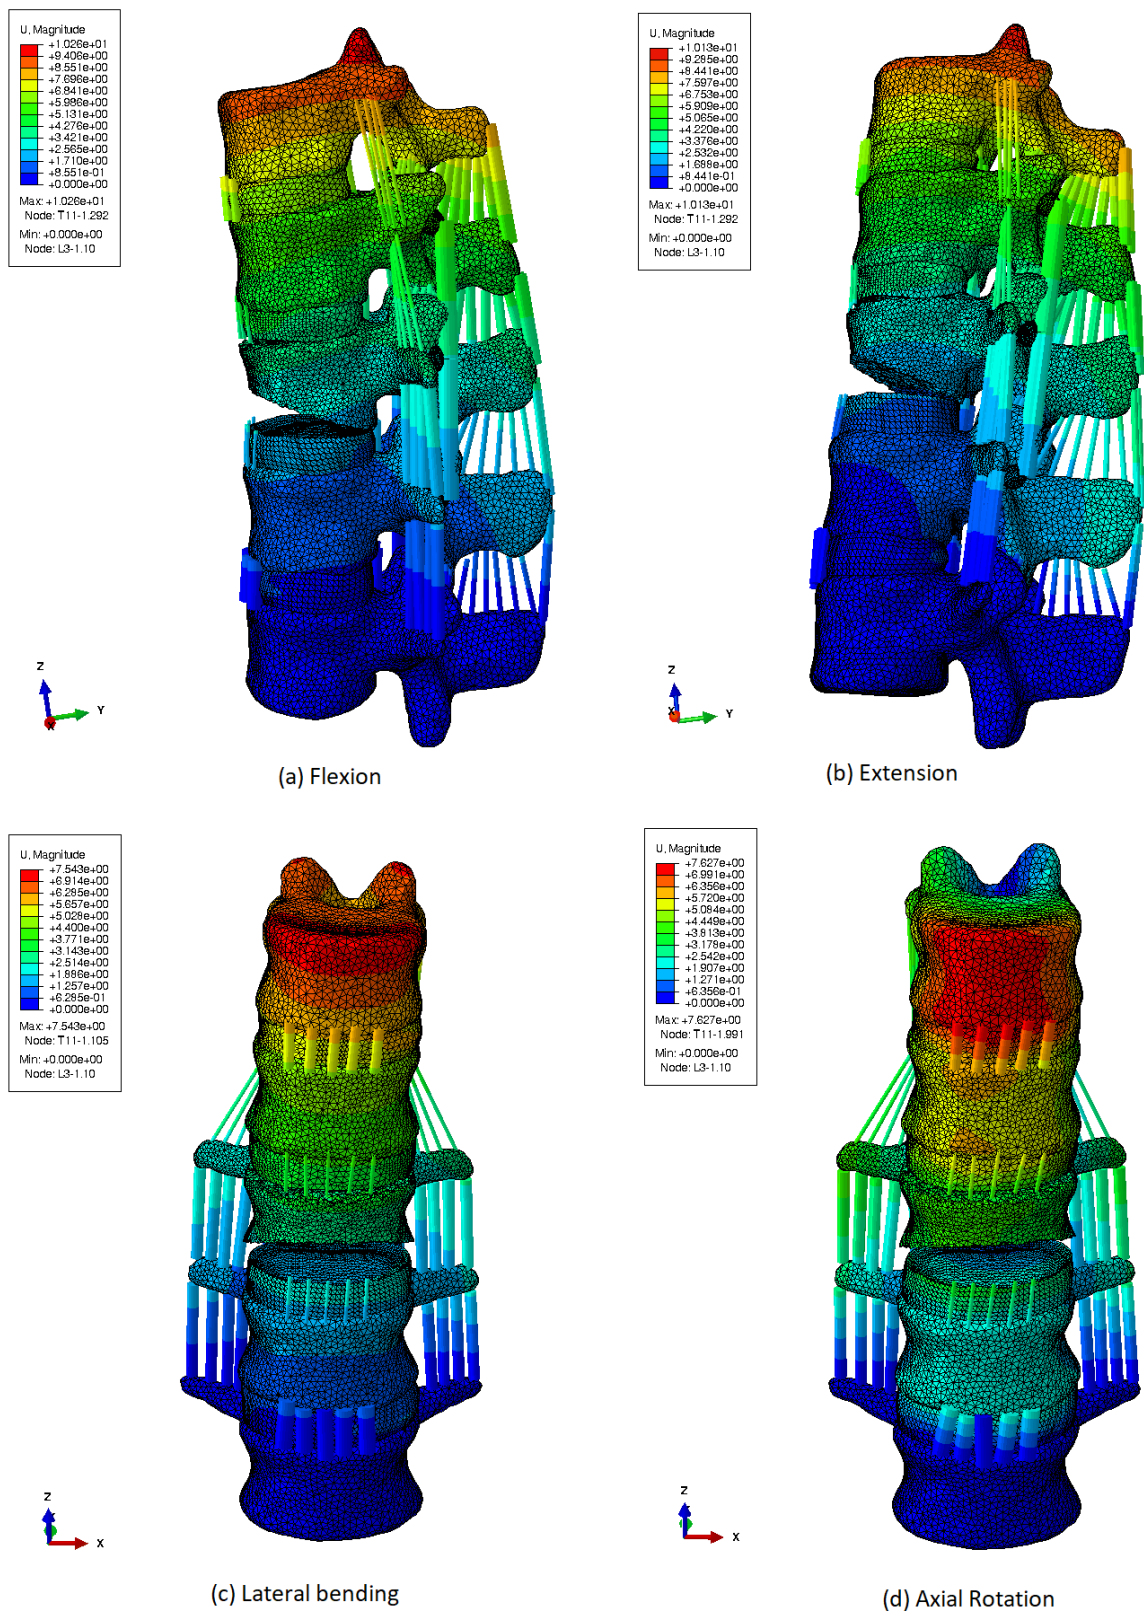 U, Magnitude
+1.026e+01
+9.406e+00
+8.551e+00
+7.696e+00
+6.841e+00
+5.986e+00
+5.131e+00
+4.276e+00
+3.421e+00
+2.565e+00
+1.710e+00
+8.551e-01
+0.000e+00
Max: +1.026e+01
Node: T11-1.292
Min: +0.000e+00
Node: L3-1.10
Z
Y
X
(a) Flexion
U, Magnitude
+1.013e+01
+9.285e+00
+8.441e+00
+7.597e+00
+6.753e+00
+5.909e+00
+5.065e+00
+4.220e+00
+3.376e+00
+2.532e+00
+1.688e+00
+8.441e-01
+0.000e+00
Max: +1.013e+01
Node: T11-1.292
Min: +0.000e+00
Node: L3-1.10
Z
X
Y
(b) Extension
U, Magnitude
+7.543e+00
+6.914e+00
+6.285e+00
+5.657e+00
+5.028e+00
+4.400e+00
+3.771e+00
+3.143e+00
+2.514e+00
+1.886e+00
+1.257e+00
+6.285e-01
+0.000e+00
Max: +7.543e+00
Node: T11-1.105
Min: +0.000e+00
Node: L3-1.10
Z
X
(c) Lateral bending
U, Magnitude
+7.627e+00
+6.991e+00
+6.356e+00
+5.720e+00
+5.084e+00
+4.449e+00
+3.813e+00
+3.178e+00
+2.542e+00
+1.907e+00
+1.271e+00
+6.356e-01
+0.000e+00
Max: +7.627e+00
Node: T11-1.991
Min: +0.000e+00
Node: L3-1.10
Z
X
(d) Axial Rotation